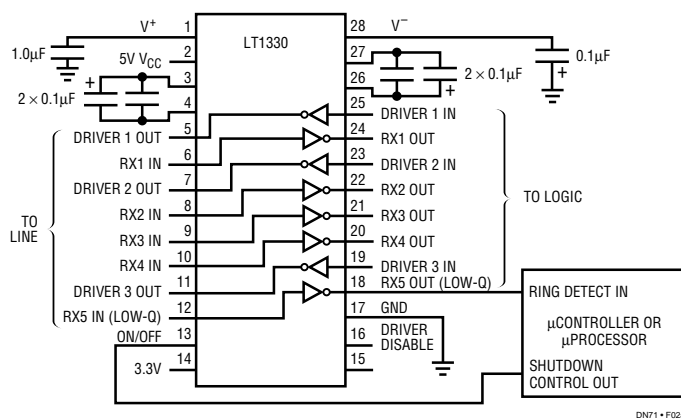 V+ 1 LT1330 28 V−
1.0µF
2 27 0.1µF
5V VCC
3 26 +
+ 2 × 0.1µF
2 × 0.1µF +
4 25 DRIVER 1 IN
DRIVER 1 OUT 5 24 RX1 OUT
RX1 IN 6 23 DRIVER 2 IN
DRIVER 2 OUT 7 22 RX2 OUT
TO LINE
RX2 IN 8 21 RX3 OUT
TO LOGIC
RX3 IN 9 20 RX4 OUT
RX4 IN 10 19 DRIVER 3 IN
DRIVER 3 OUT 11 18 RX5 OUT (LOW-Q)
RING DETECT IN
RX5 IN (LOW-Q) 12 17 GND
µCONTROLLER OR
µPROCESSOR
ON/OFF 13 16 DRIVER DISABLE
SHUTDOWN
CONTROL OUT
3.3V 14 15
DN71 • F02